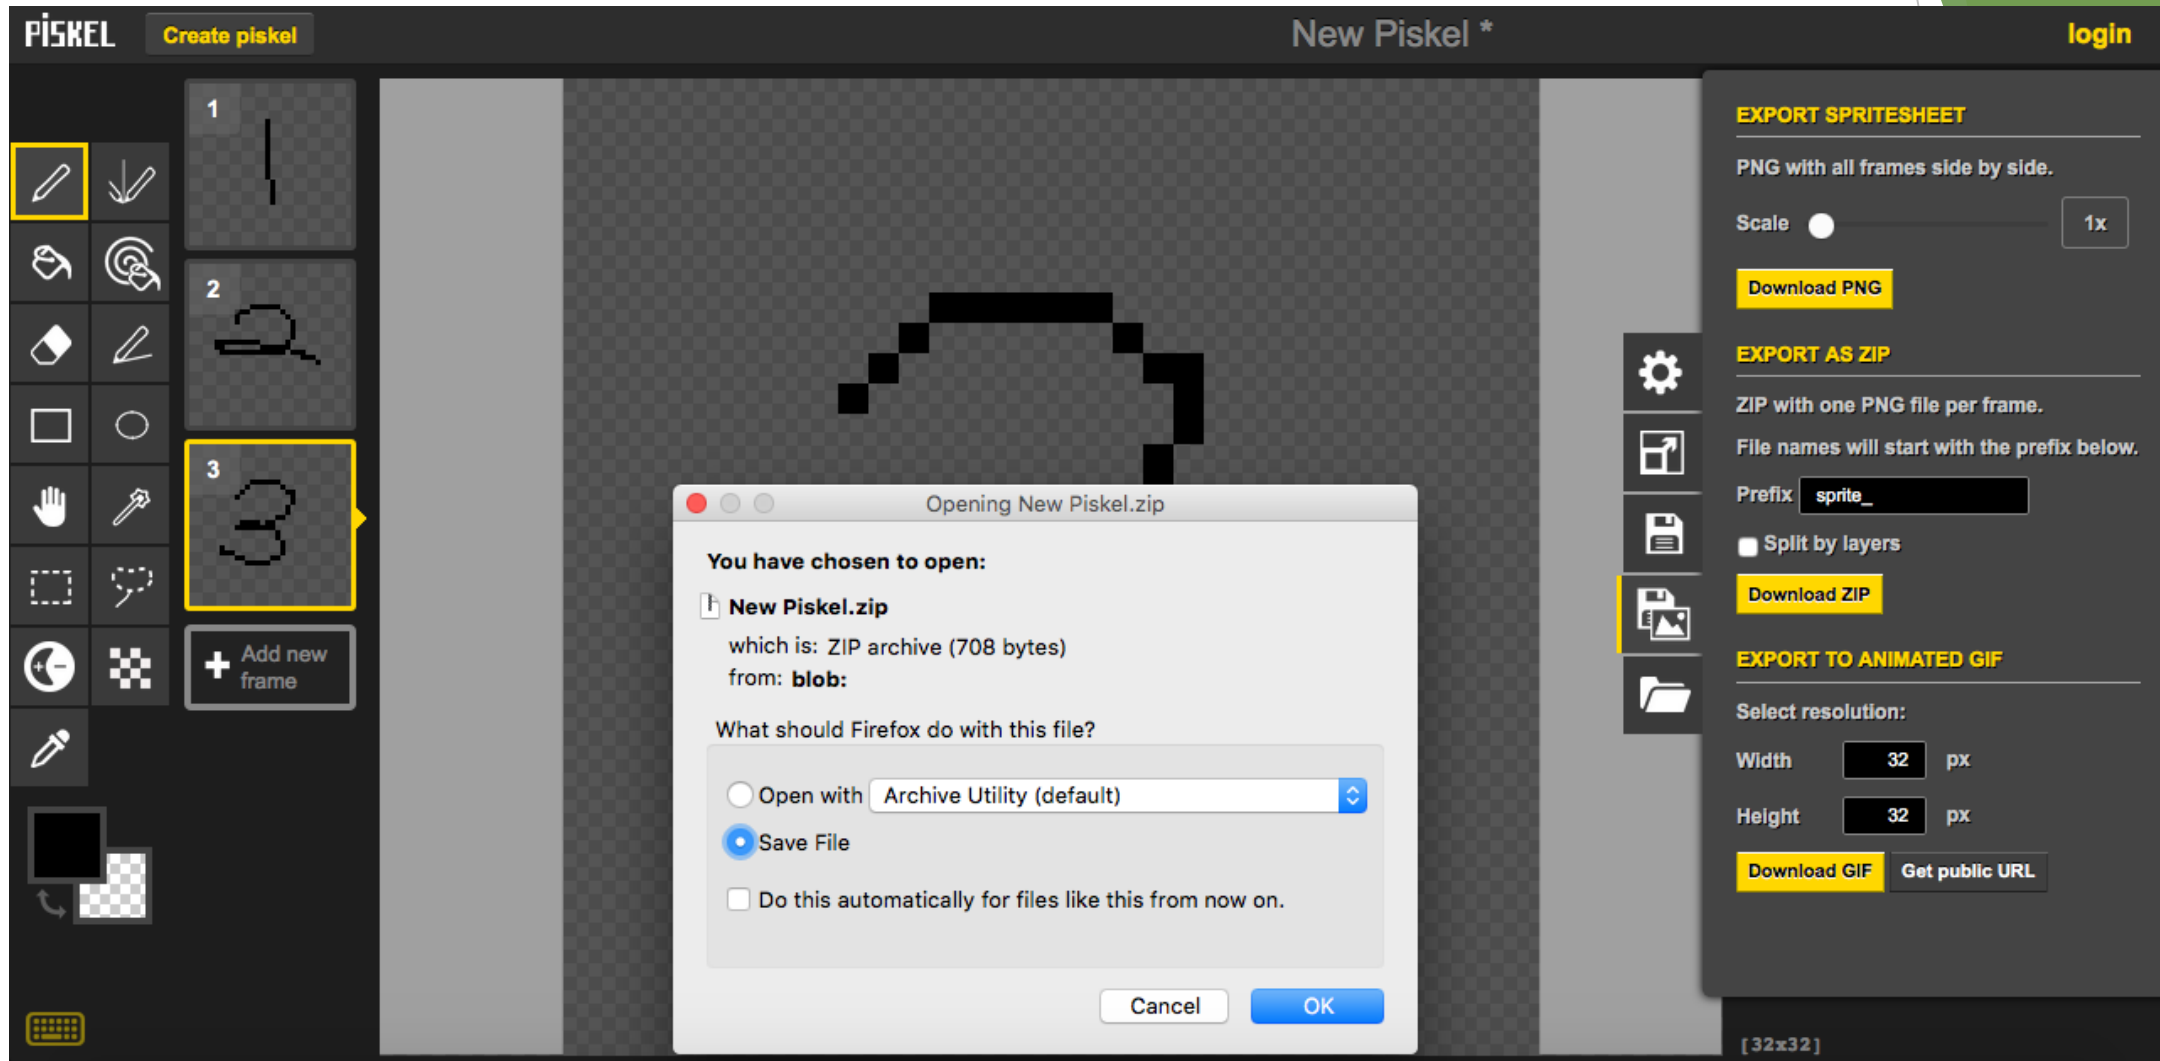 PiSKEL
Create piskel
New Piskel *
login
1
2
3
Add new
frame
EXPORT SPRITESHEET
PNG with all frames side by side.
Scale 1x
Download PNG
EXPORT AS ZIP
ZIP with one PNG file per frame.
File names will start with the prefix below.
Prefix sprite_
Split by layers
Download ZIP
EXPORT TO ANIMATED GIF
Select resolution:
Width 32 px
Height 32 px
Download GIF Get public URL
[32x32]
Opening New Piskel.zip
You have chosen to open:
New Piskel.zip
which is: ZIP archive (708 bytes)
from: blob:
What should Firefox do with this file?
Open with Archive Utility (default)
Save File
Do this automatically for files like this from now on.
Cancel OK